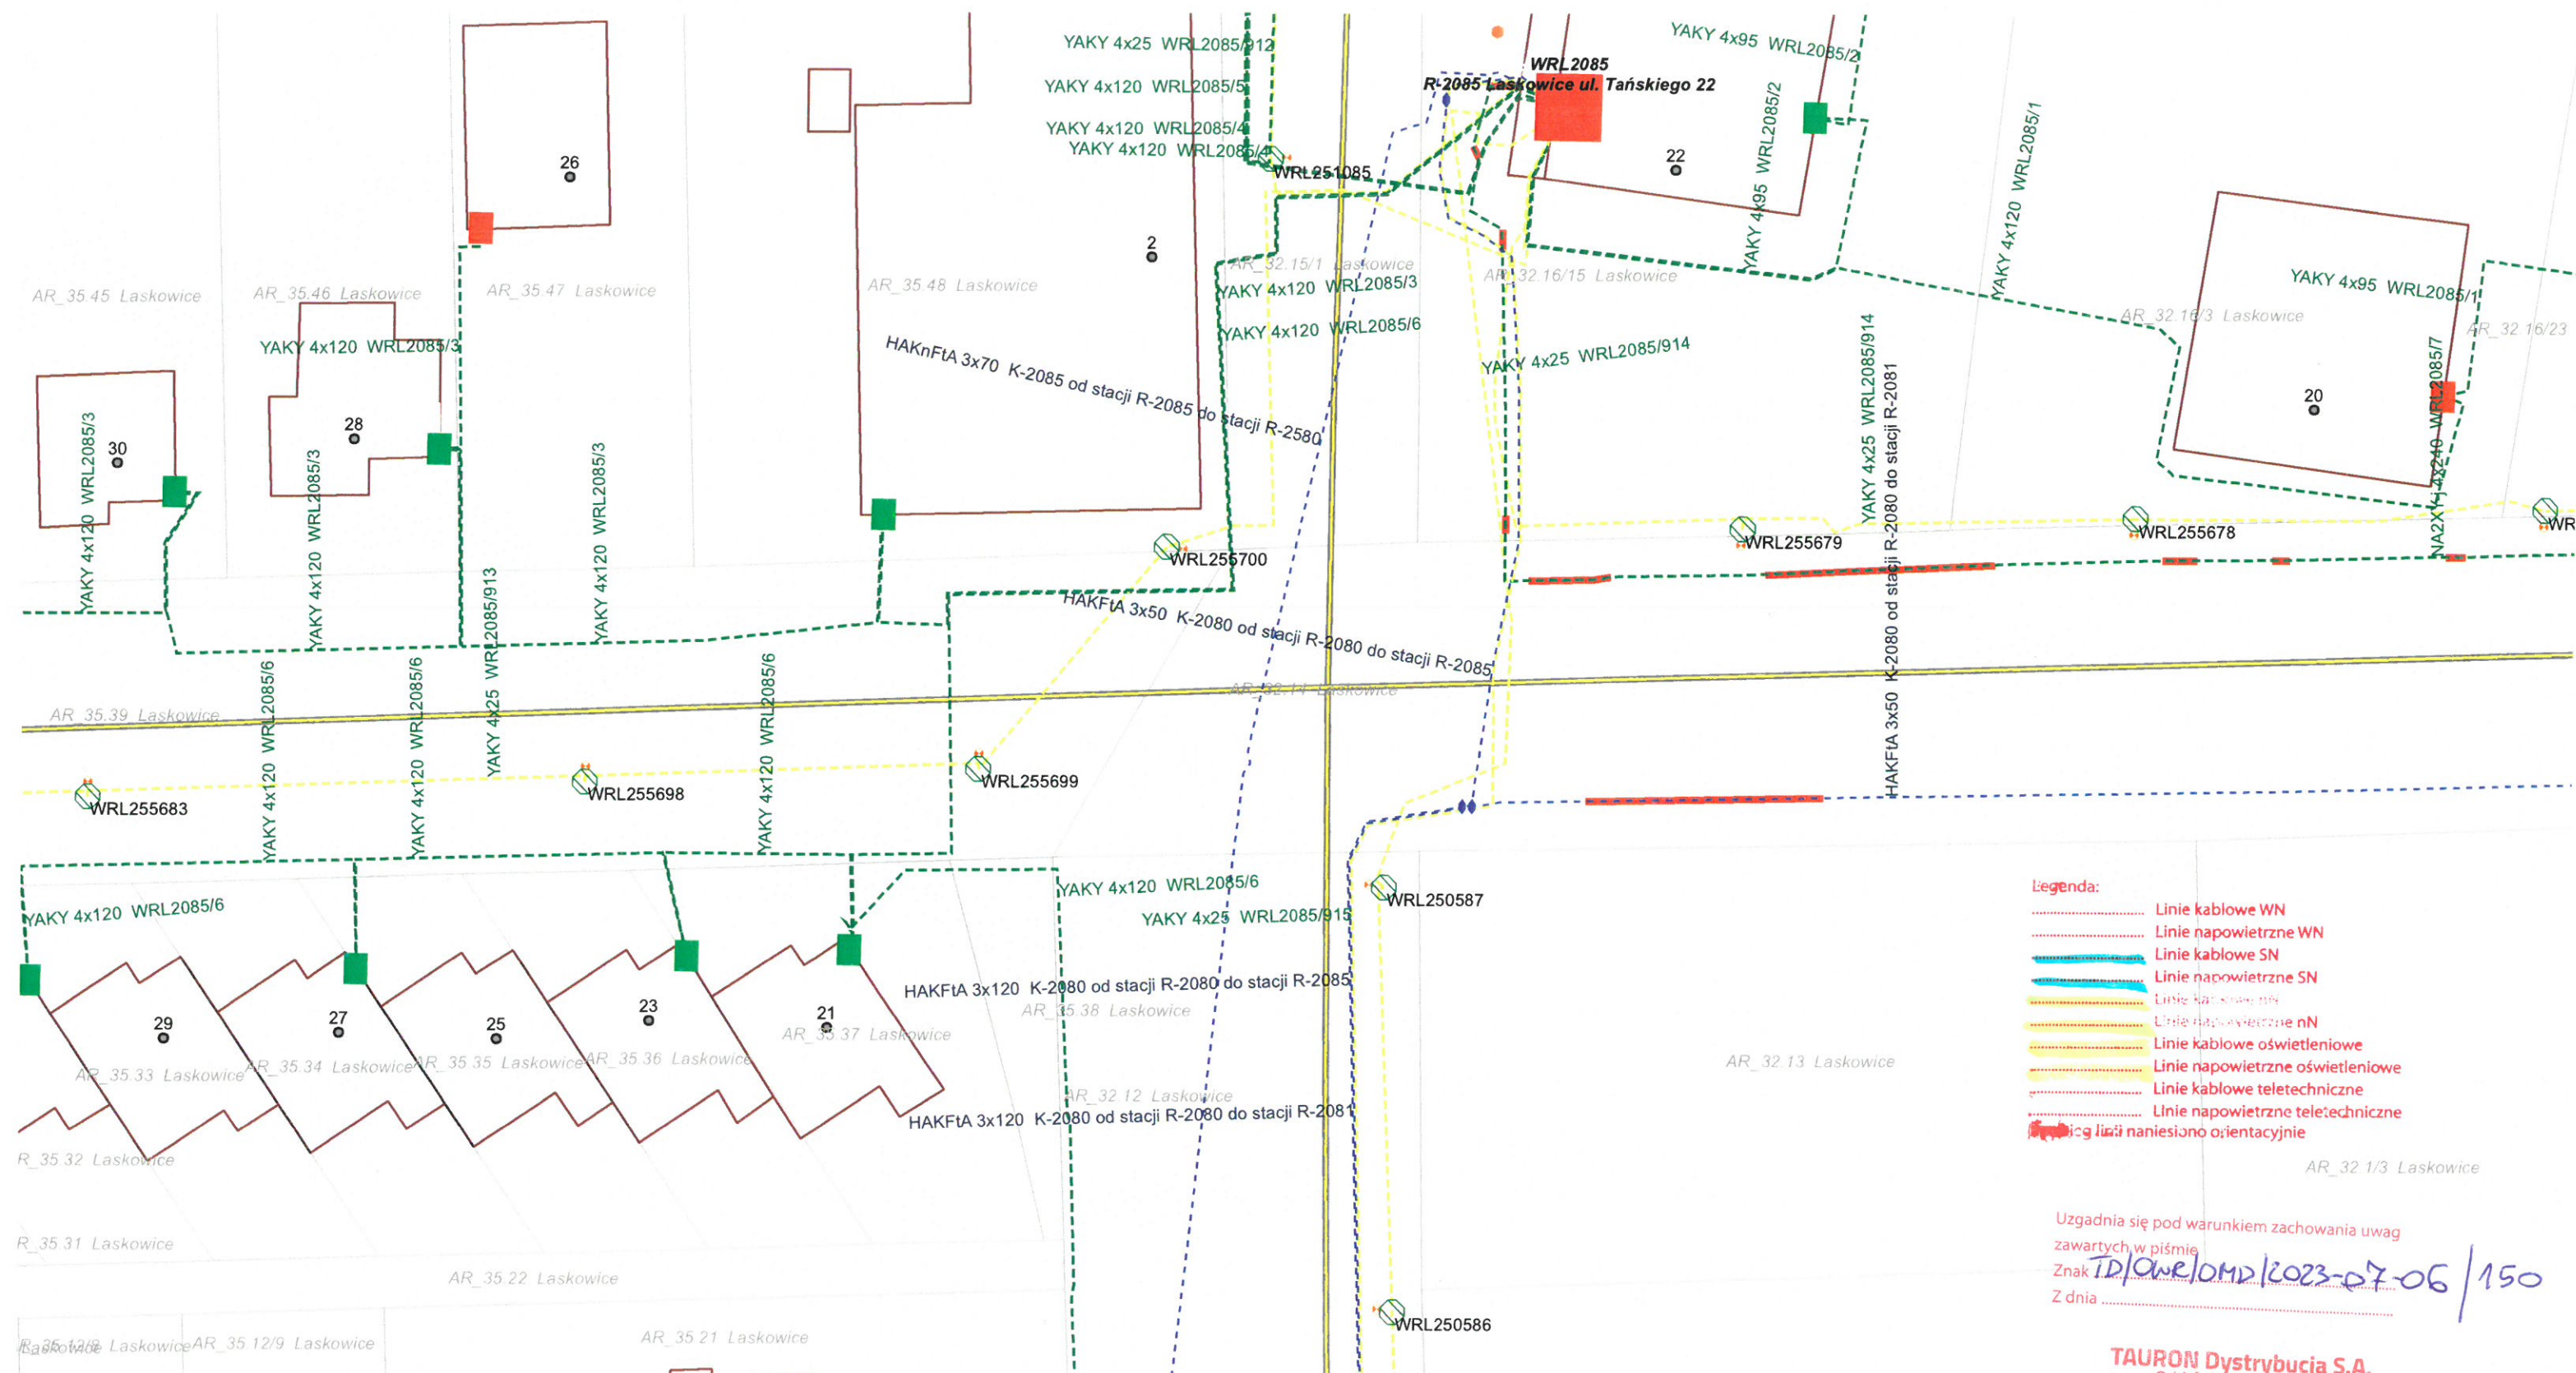 YAKY 4x25 WRL2085/912
YAKY 4x120 WRL2085/5
YAKY 4x120 WRL2085/4
YAKY 4x120 WRL2085/4
WRL251085
WRL2085
R-2085 Laskowice ul. Tańskiego 22
YAKY 4x95 WRL2085/2
YAKY 4x95 WRL2085/2
YAKY 4x120 WRL2085/1
22
26
2
AR_35.45 Laskowice
AR_35.46 Laskowice
AR_35.47 Laskowice
AR_35.48 Laskowice
AR_32.15/1 Laskowice
AR_32.16/15 Laskowice
AR_32.16/3 Laskowice
YAKY 4x95 WRL2085/1
YAKY 4x120 WRL2085/3
YAKY 4x120 WRL2085/6
YAKY 4x120 WRL2085/3
HAKnFtA 3x70 K-2085 od stacji R-2085 do stacji R-2580
YAKY 4x25 WRL2085/914
YAKY 4x25 WRL2085/914
HAKFtA 3x50 K-2080 od stacji R-2080 do stacji R-2081
NA2XYj 4x240 WRL2085/7
AR_32 16/23
20
28
30
YAKY 4x120 WRL2085/3
YAKY 4x120 WRL2085/3
YAKY 4x120 WRL2085/3
YAKY 4x25 WRL2085/913
WRL255700
WRL255679
WRL255678
WR
HAKFtA 3x50 K-2080 od stacji R-2080 do stacji R-2085
AR_32.14 Laskowice
AR_35.39 Laskowice
YAKY 4x120 WRL2085/6
YAKY 4x120 WRL2085/6
YAKY 4x120 WRL2085/6
WRL255683
WRL255698
WRL255699
YAKY 4x120 WRL2085/6
YAKY 4x120 WRL2085/6
YAKY 4x25 WRL2085/915
WRL250587
HAKFtA 3x120 K-2080 od stacji R-2080 do stacji R-2085
AR_35.38 Laskowice
29
27
25
23
21
AR_35.33 Laskowice
AR_35.34 Laskowice
AR_35 35 Laskowice
AR_35.36 Laskowice
AR_35.37 Laskowice
AR_32 12 Laskowice
HAKFtA 3x120 K-2080 od stacji R-2080 do stacji R-2081
AR_32.13 Laskowice
R_35 32 Laskowice
R_35 31 Laskowice
AR_35.22 Laskowice
AR_35 12/9 Laskowice
AR_35 21 Laskowice
WRL250586
Legenda:
Linie kablowe WN
Linie napowietrzne WN
Linie kablowe SN
Linie napowietrzne SN
Linie napowietrzne nN
Linie kablowe oświetleniowe
Linie napowietrzne oświetleniowe
Linie kablowe teletechniczne
Linie napowietrzne teletechniczne
linii naniesiono orientacyjnie
AR_32 1/3 Laskowice
Uzgadnia się pod warunkiem zachowania uwag
zawartych w piśmie
Znak TD/OWR/OMD/2023-07-06/150
Z dnia
TAURON Dystrybucja S.A.